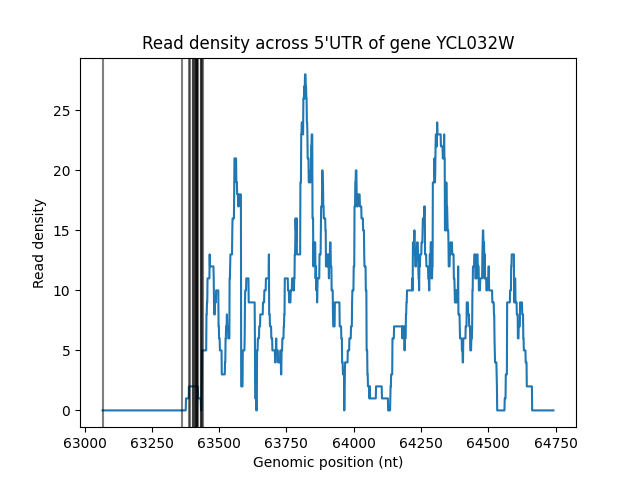 Read density across 5'UTR of gene YCL032W
Read density
25
20
15
10
5
0
63000 63250 63500 63750 64000 64250 64500 64750
Genomic position (nt)